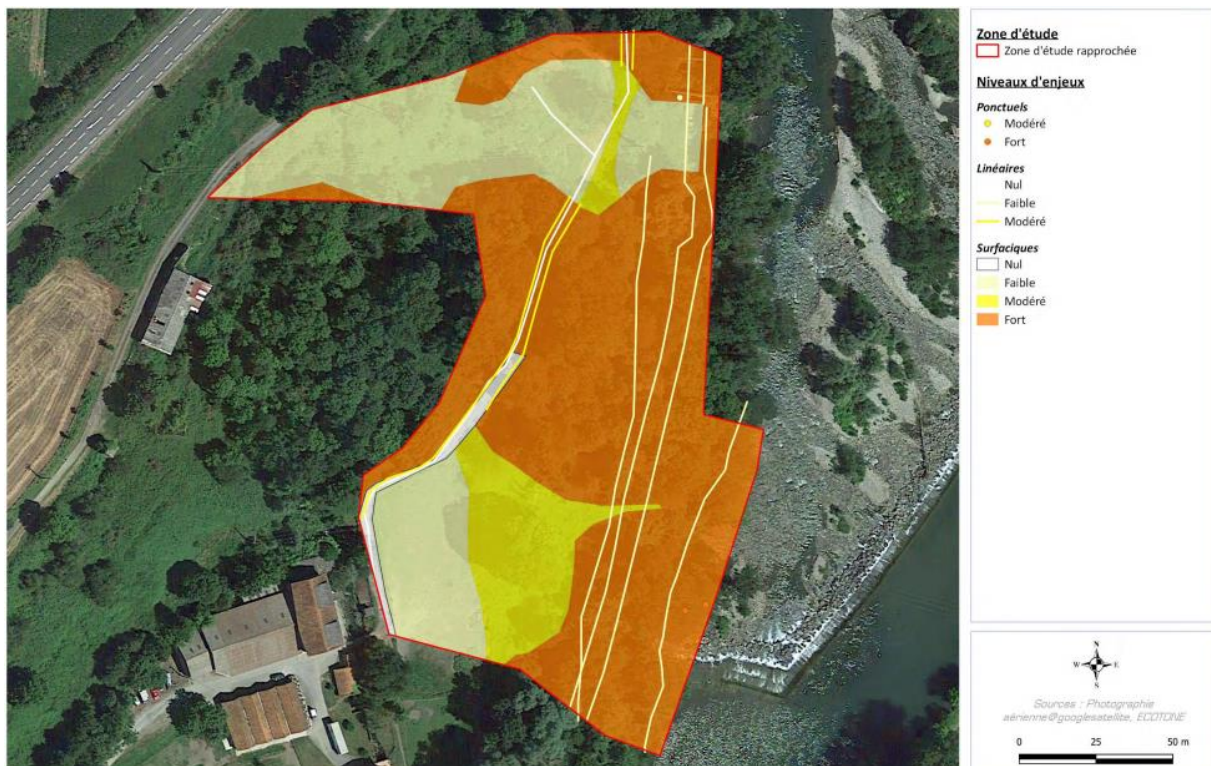 Zone d'étude
Zone d'étude rapprochée
Niveaux d'enjeux
Ponctuels
Modéré
Fort
Linéaires
Nul
Faible
Modéré
Surfaciques
Nul
Faible
Modéré
Fort
N
W E
S
Sources : Photographie
aérienne@googlesatellite, ECOTONE
0 25 50 m